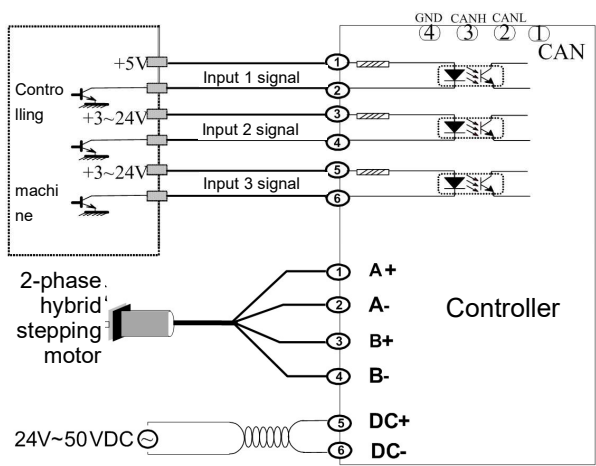 GND CANH CANL
4 3 2 1
CAN
+5V 1
Input 1 signal
Contro 2
lling +3~24V 3
Input 2 signal
4
+3~24V 5
Input 3 signal
machi 6
ne
2-phase 1 A+
hybrid 2 A-
stepping 3 B+
motor 4 B-
Controller
5 DC+
24V~50VDC
6 DC-